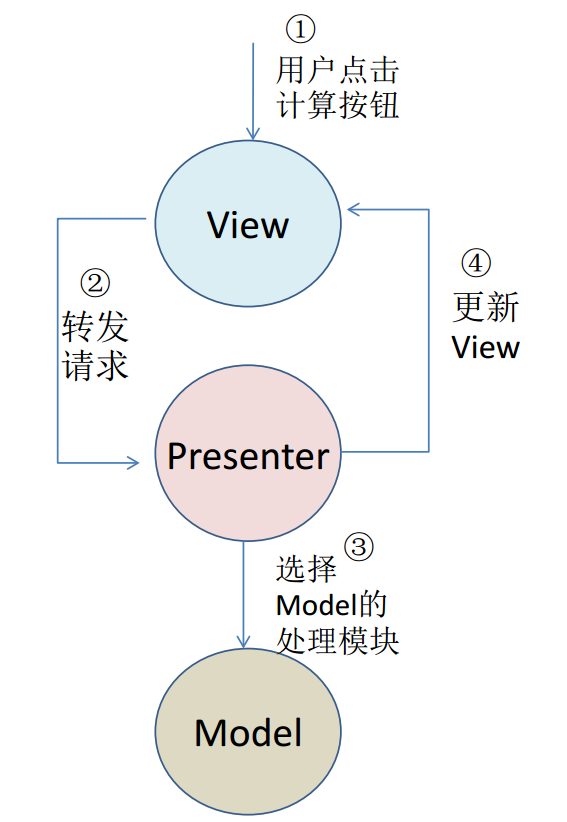 ①
用户点击
计算按钮
View
②
转发
请求
④
更新
View
Presenter
③
选择
Model的
处理模块
Model